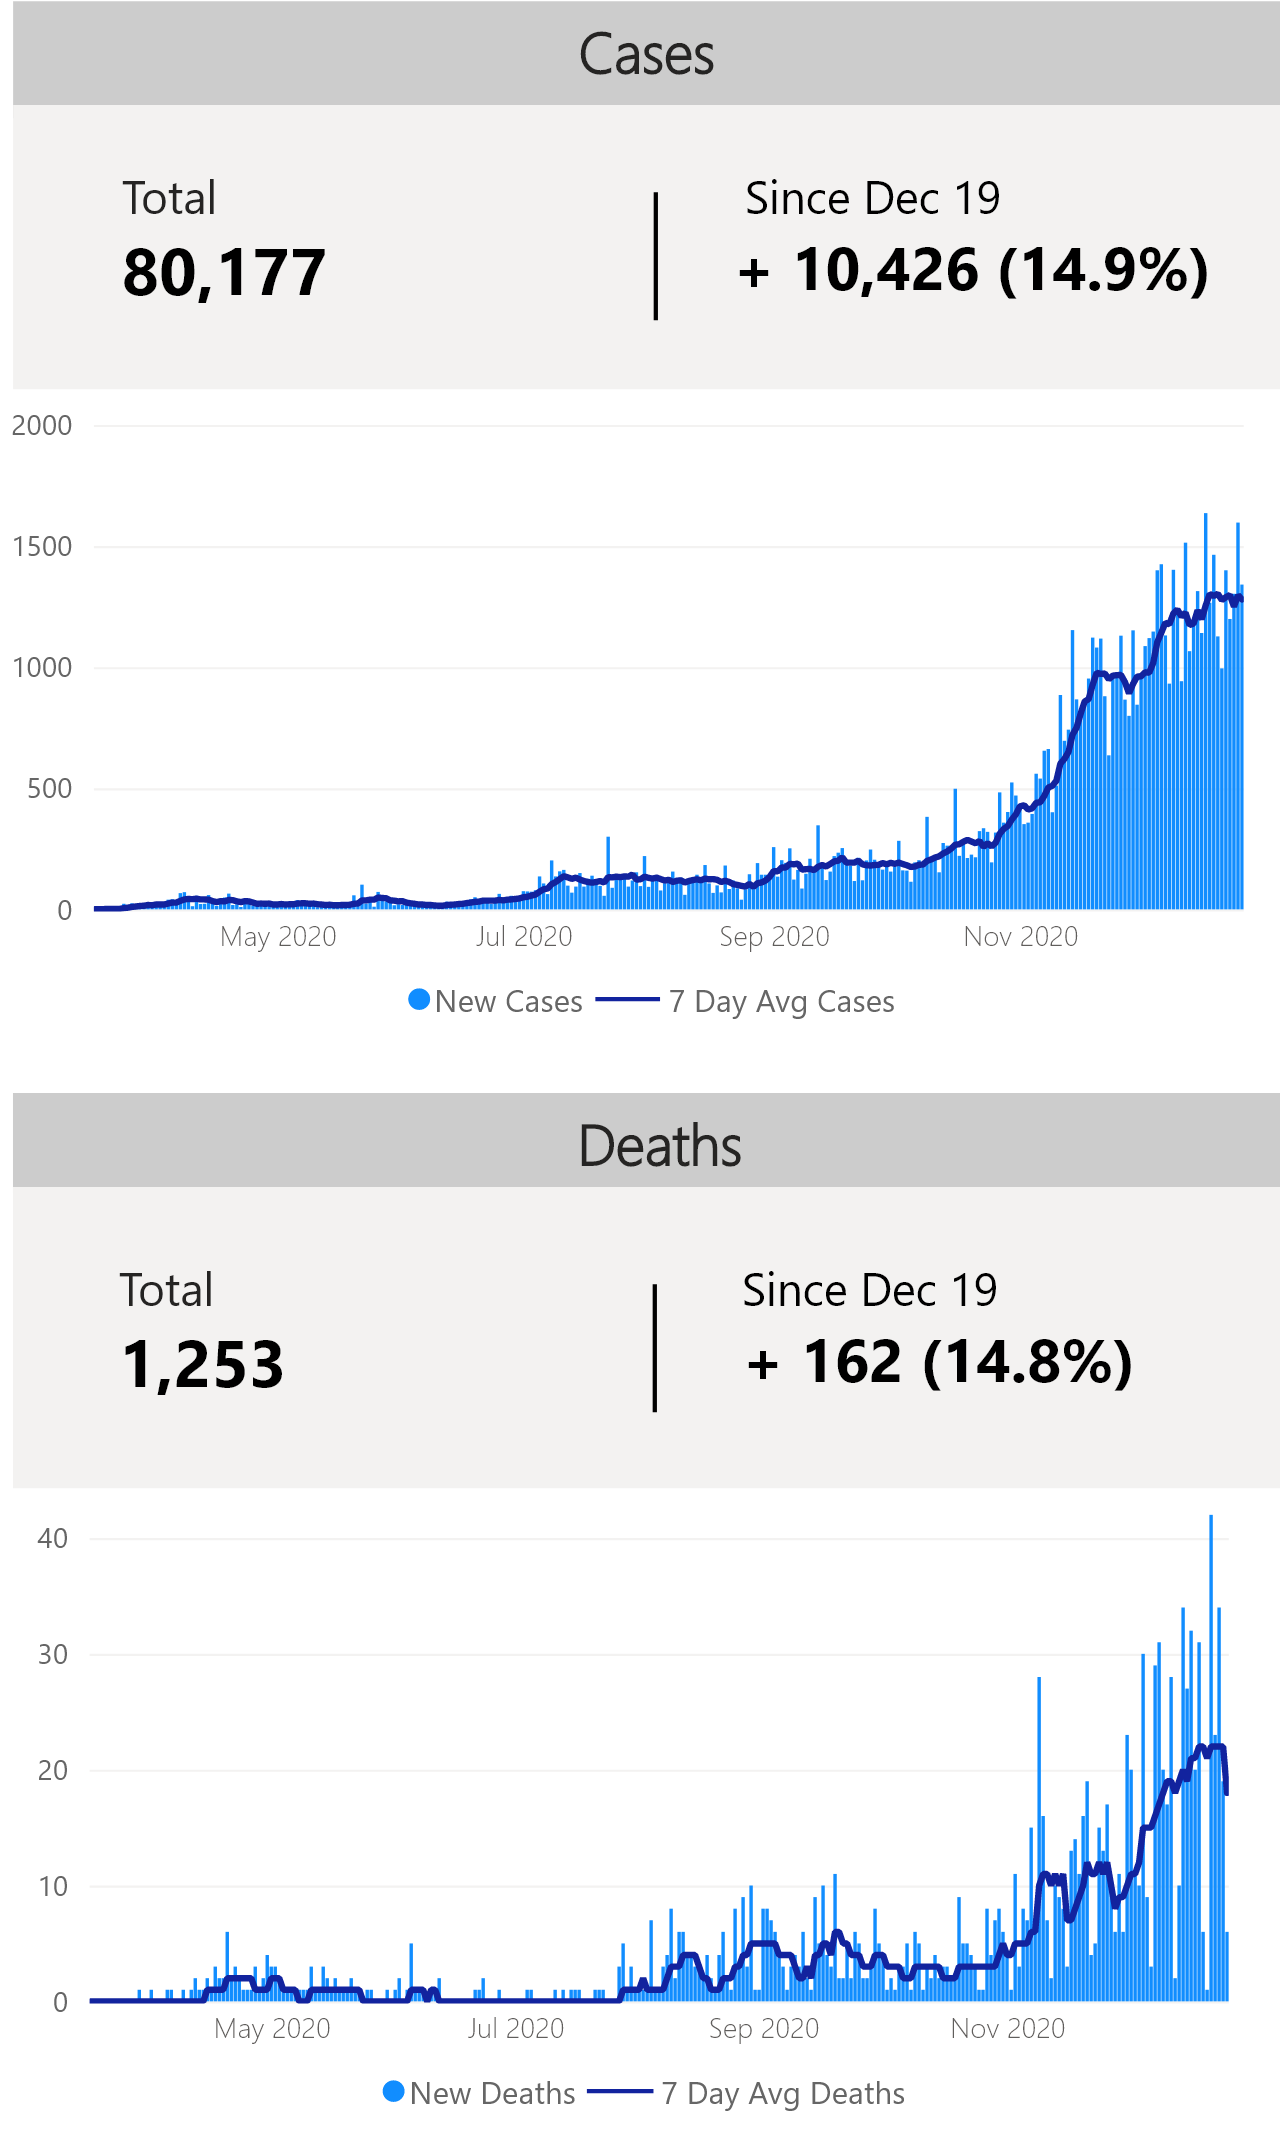 Cases
Total
Since Dec 19
80,177
+ 10,426 (14.9%)
2000
1500
1000
500
0
May 2020
Jul 2020
Sep 2020
Nov 2020
New Cases
7 Day Avg Cases
Deaths
Total
Since Dec 19
1,253
+ 162 (14.8%)
40
30
20
10
0
May 2020
Jul 2020
Sep 2020
Nov 2020
New Deaths
7 Day Avg Deaths